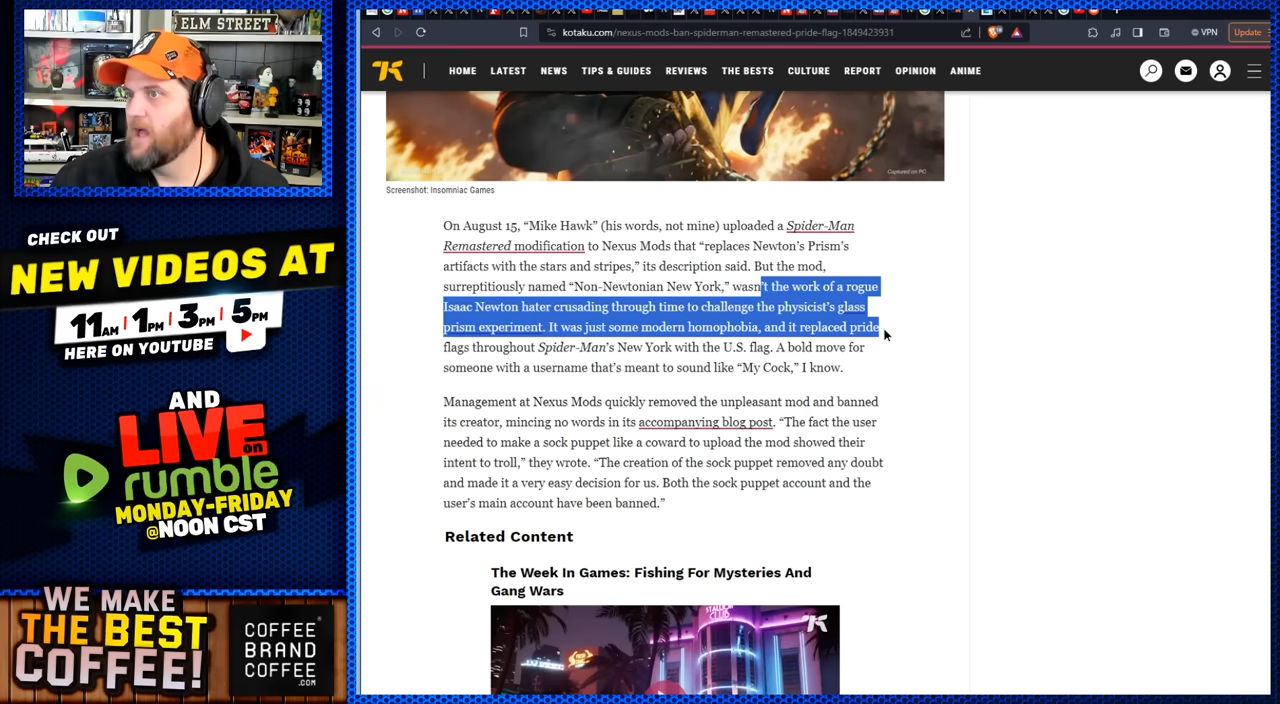 ELM STREET
CHECK OUT
NEW VIDEOS AT
11AM | 1PM | 3PM | 5PM
HERE ON YOUTUBE
AND
LIVE on
rumble
MONDAY-FRIDAY
@NOON CST
WE MAKE
THE BEST
COFFEE!
COFFEE
BRAND
COFFEE
.COM
kotaku.com/nexus-mods-ban-spiderman-remastered-pride-flag-1849423931
VPN
Update
HOME
LATEST
NEWS
TIPS & GUIDES
REVIEWS
THE BESTS
CULTURE
REPORT
OPINION
ANIME
Captured on PC
Screenshot: Insomniac Games
On August 15, “Mike Hawk” (his words, not mine) uploaded a Spider-Man
Remastered modification to Nexus Mods that “replaces Newton’s Prism’s
artifacts with the stars and stripes,” its description said. But the mod,
surreptitiously named “Non-Newtonian New York,” wasn’t the work of a rogue
Isaac Newton hater crusading through time to challenge the physicist’s glass
prism experiment. It was just some modern homophobia, and it replaced pride
flags throughout Spider-Man’s New York with the U.S. flag. A bold move for
someone with a username that’s meant to sound like “My Cock,” I know.
Management at Nexus Mods quickly removed the unpleasant mod and banned
its creator, mincing no words in its accompanying blog post. “The fact the user
needed to make a sock puppet like a coward to upload the mod showed their
intent to troll,” they wrote. “The creation of the sock puppet removed any doubt
and made it a very easy decision for us. Both the sock puppet account and the
user’s main account have been banned.”
Related Content
The Week In Games: Fishing For Mysteries And
Gang Wars